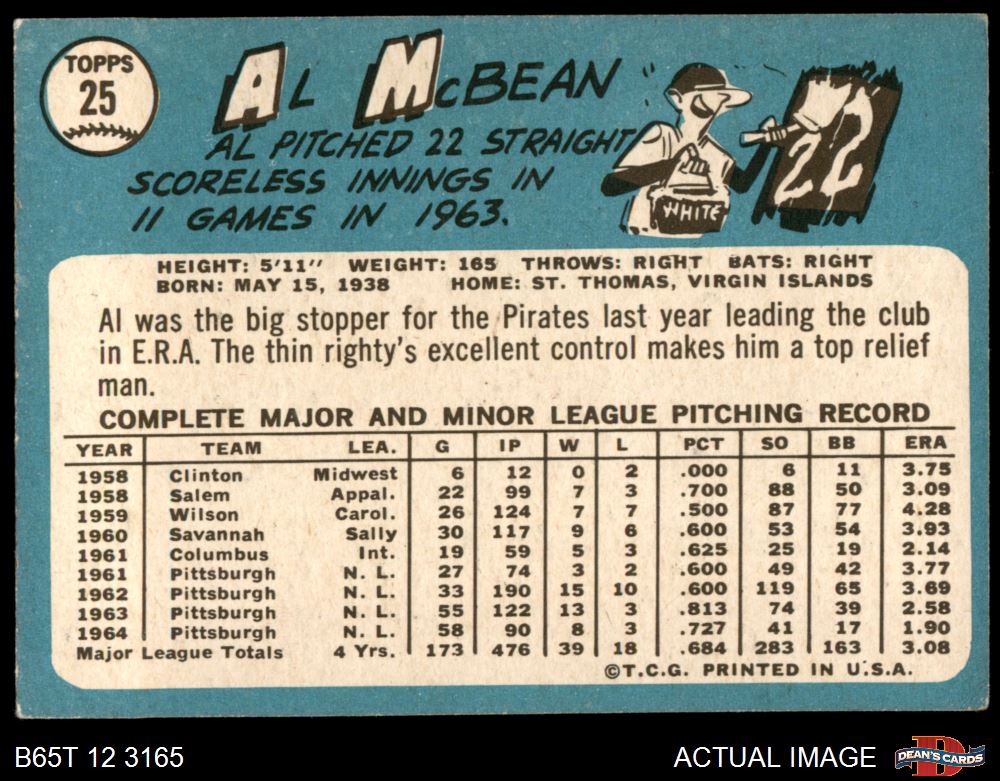 TOPPS
25
AL McBEAN
AL PITCHED 22 STRAIGHT
SCORELESS INNINGS IN
11 GAMES IN 1963.
22
WHITE
HEIGHT: 5'11" WEIGHT: 165 THROWS: RIGHT BATS: RIGHT
BORN: MAY 15, 1938 HOME: ST. THOMAS, VIRGIN ISLANDS
Al was the big stopper for the Pirates last year leading the club
in E.R.A. The thin righty's excellent control makes him a top relief
man.
COMPLETE MAJOR AND MINOR LEAGUE PITCHING RECORD
YEAR TEAM LEA. G IP W L PCT SO BB ERA
1958 Clinton Midwest 6 12 0 2 .000 6 11 3.75
1958 Salem Appal. 22 99 7 3 .700 88 50 3.09
1959 Wilson Carol. 26 124 7 7 .500 87 77 4.28
1960 Savannah Sally 30 117 9 6 .600 53 54 3.93
1961 Columbus Int. 19 59 5 3 .625 25 19 2.14
1961 Pittsburgh N. L. 27 74 3 2 .600 49 42 3.77
1962 Pittsburgh N. L. 33 190 15 10 .600 119 65 3.69
1963 Pittsburgh N. L. 55 122 13 3 .813 74 39 2.58
1964 Pittsburgh N. L. 58 90 8 3 .727 41 17 1.90
Major League Totals 4 Yrs. 173 476 39 18 .684 283 163 3.08
©T.C.G. PRINTED IN U.S.A.
B65T 12 3165
ACTUAL IMAGE
DEAN'S CARDS